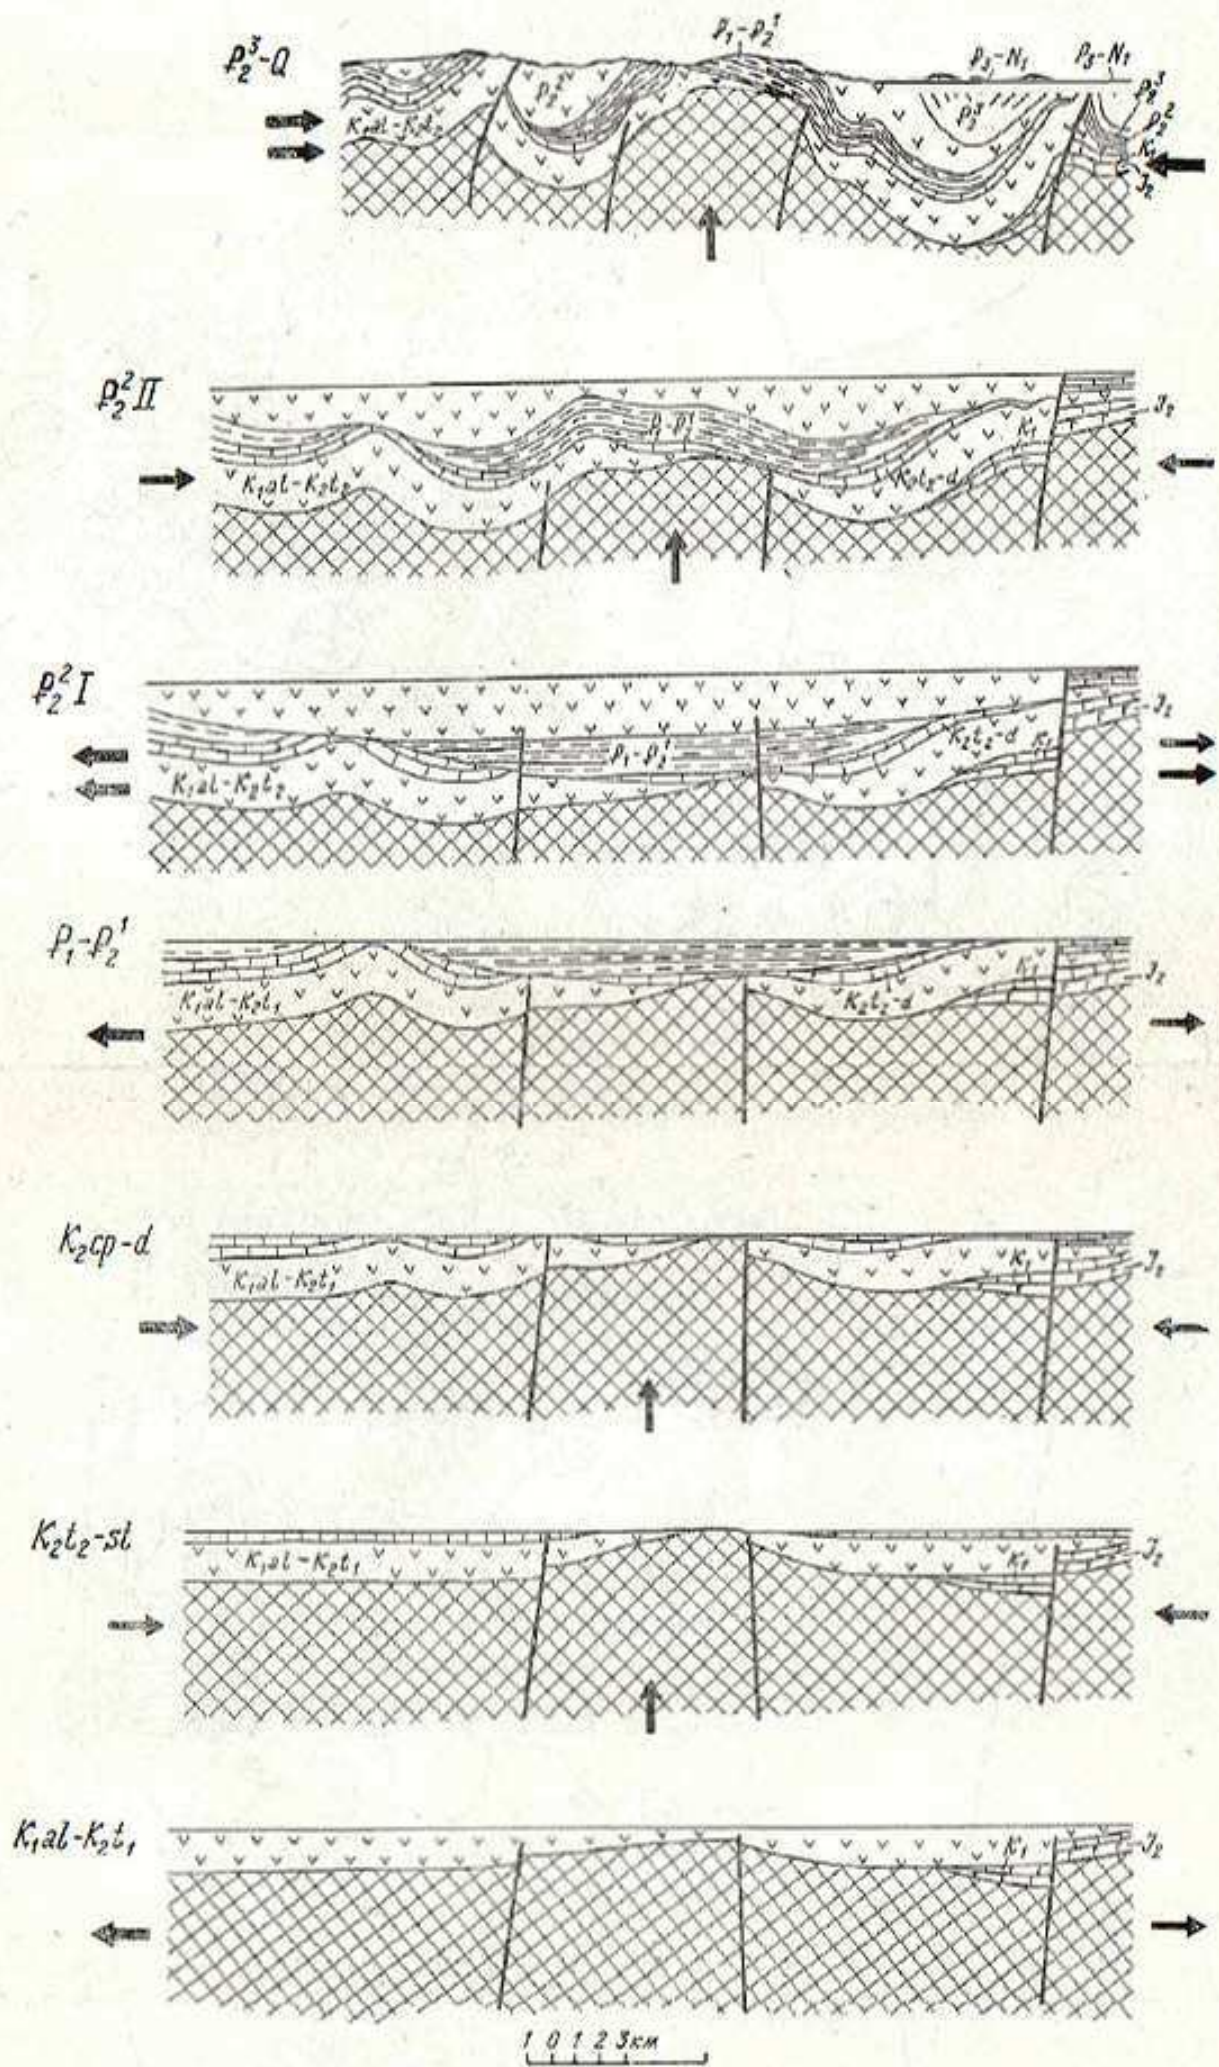 P₂³-Q
P₁-P₂¹
P₃-N₁
P₃-N₁
P₂³
P₂²
P₂³
P₂²
K₁
J₂
K₁al-K₂t₂
P₂² II
P₁-P₂¹
K₁
J₂
K₁al-K₂t₂
K₂t₂-d
P₂² I
K₂t₂-d
J₂
P₁-P₂¹
K₁
K₁al-K₂t₂
P₁-P₂¹
K₁
J₂
K₁al-K₂t₁
K₂t₂-d
K₂cp-d
K₁
J₂
K₁al-K₂t₁
K₂t₂-st
K₁al-K₂t₁
K₁
J₂
K₁al-K₂t₁
K₁
J₂
1 0 1 2 3км